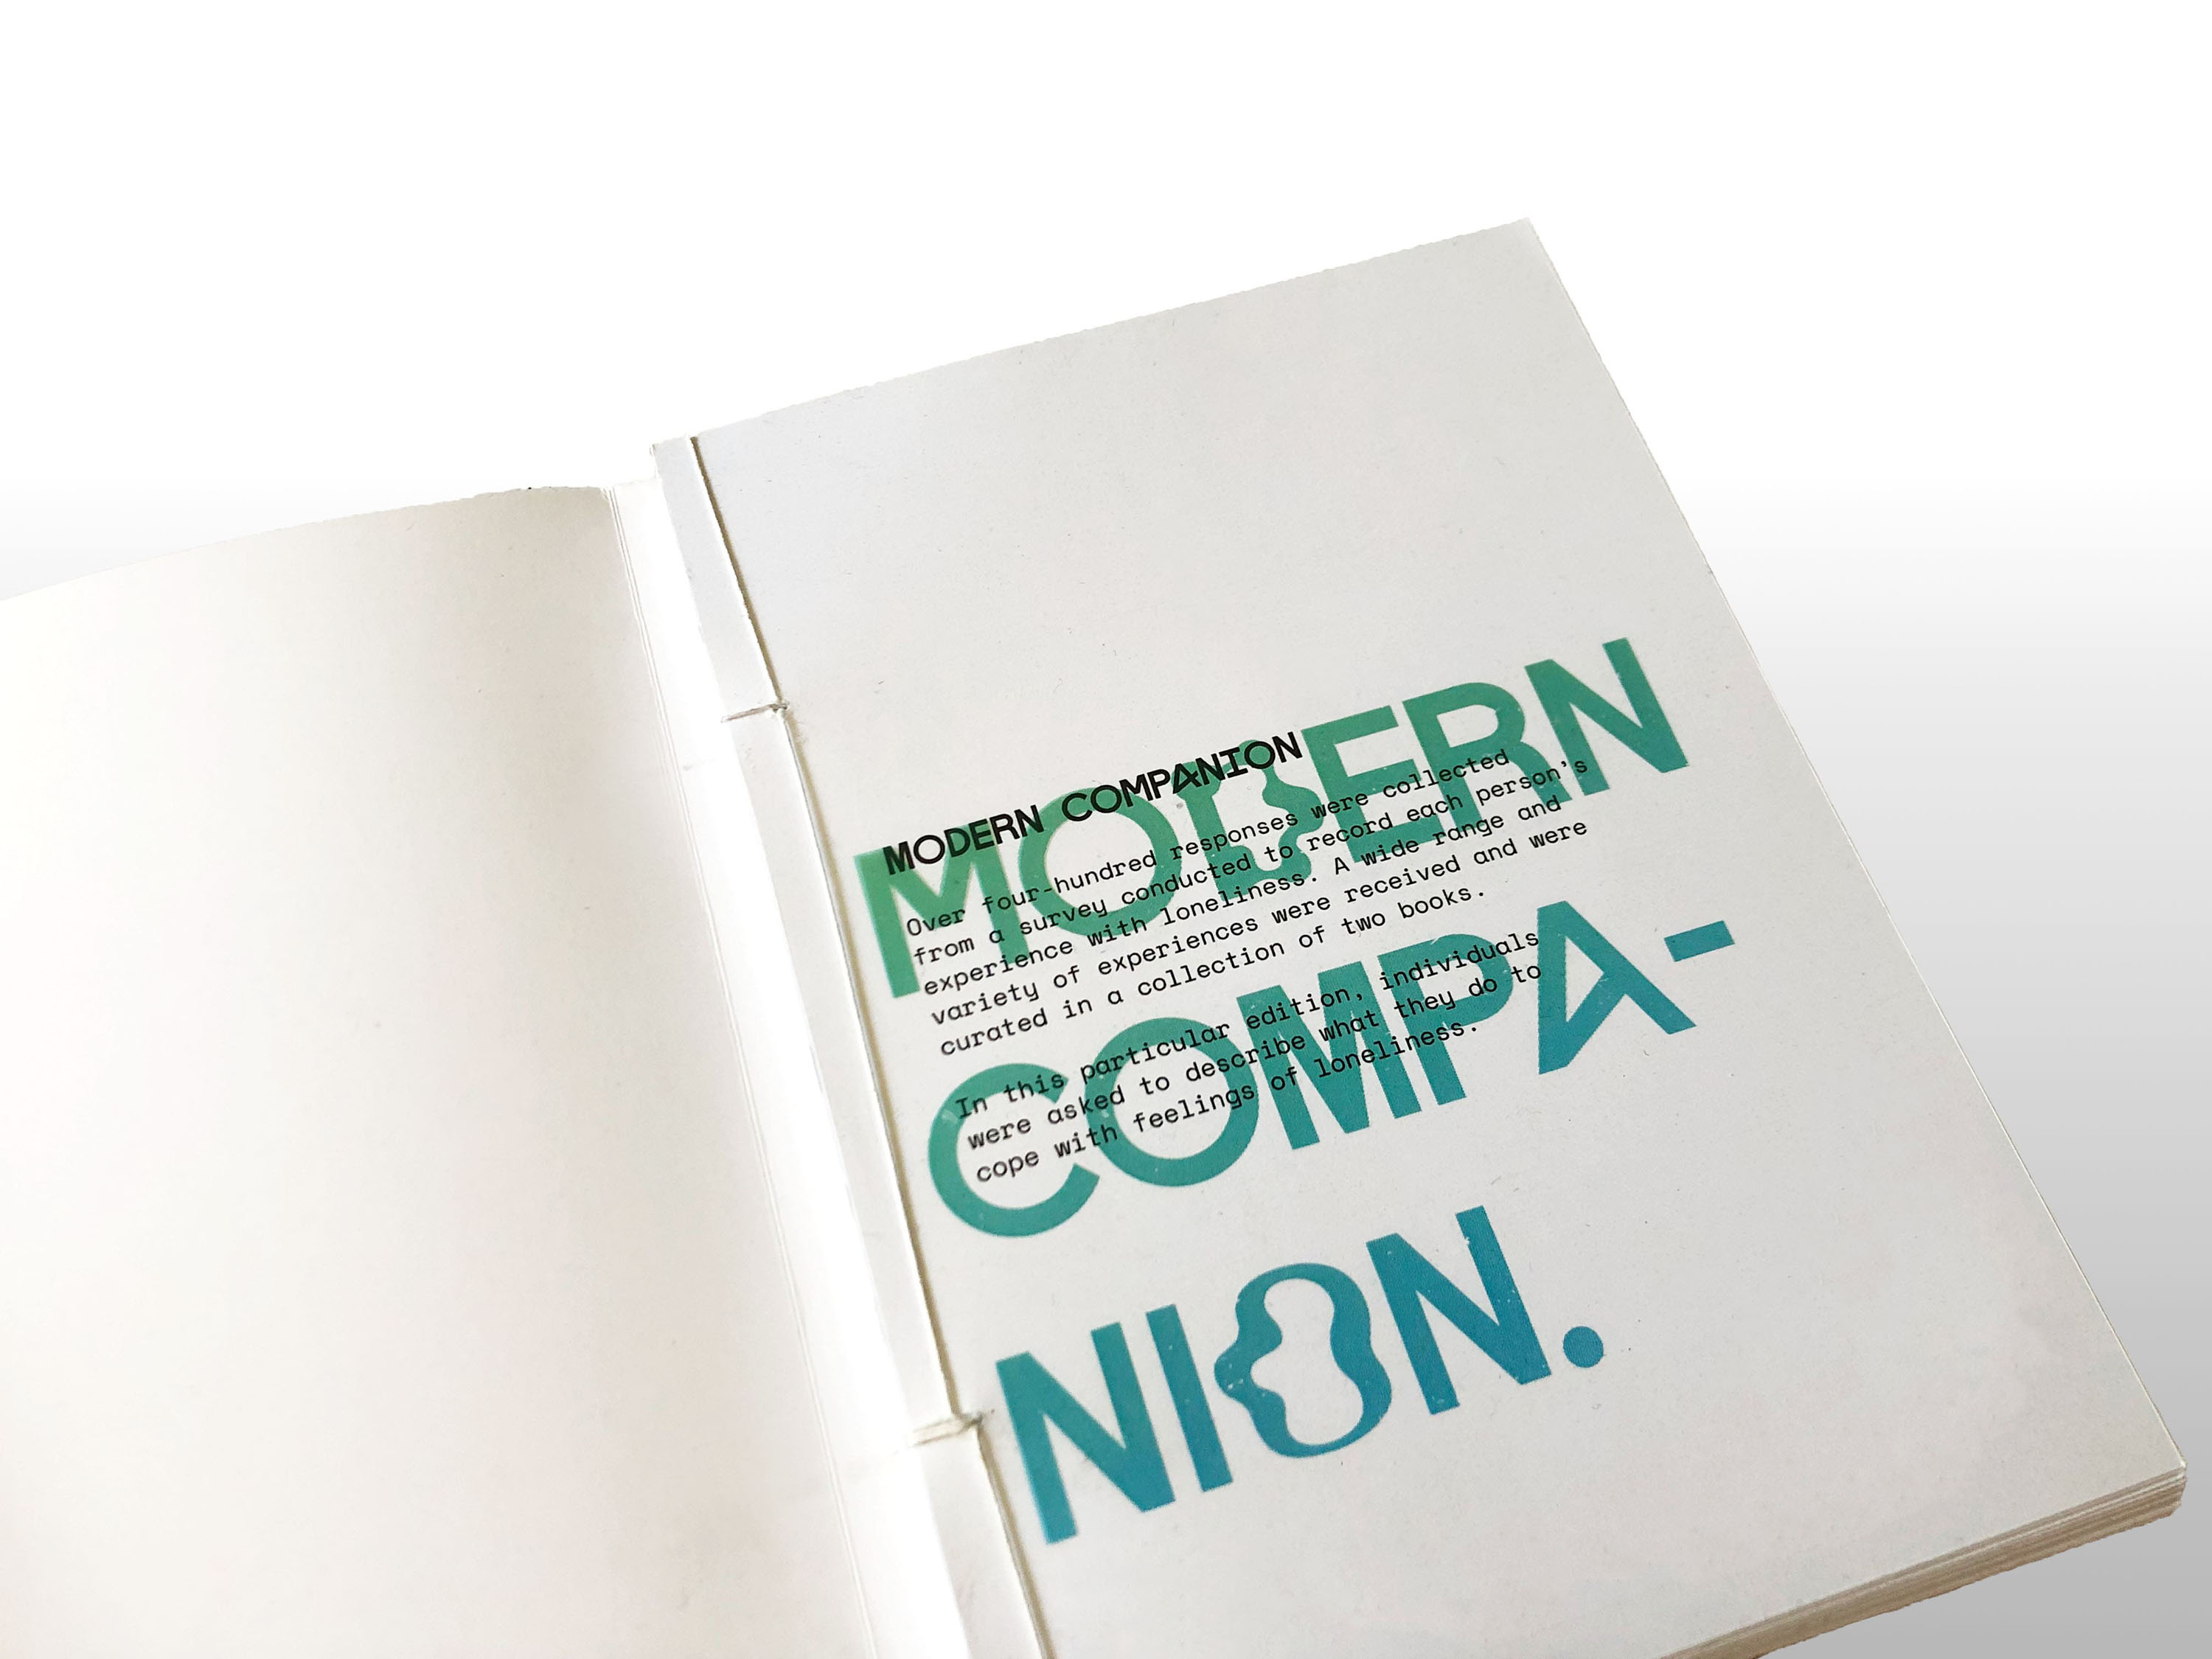 MODERN
COMPA-
NION.
MODERN COMPANION
Over four-hundred responses were collected
from a survey conducted to record each person's
experience with loneliness. A wide range and
variety of experiences were received and were
curated in a collection of two books.
In this particular edition, individuals
were asked to describe what they do to
cope with feelings of loneliness.